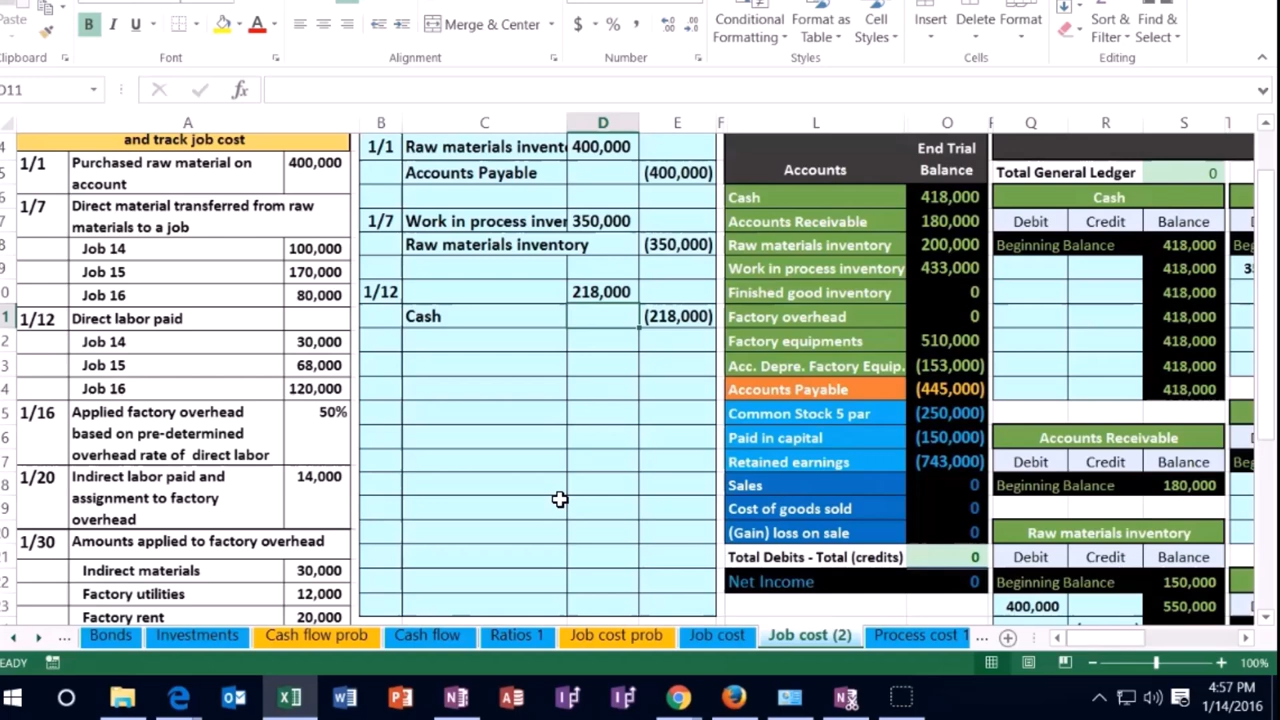 Paste
B I U A
Merge & Center
$ % ,
Conditional Formatting
Format as Table
Cell Styles
Insert Delete Format
Sort & Filter
Find & Select
Clipboard Font Alignment Number Styles Cells Editing
D11 fx
A B C D E F L O P Q R S T
and track job cost
1/1 Purchased raw material on account 400,000
1/7 Direct material transferred from raw materials to a job
Job 14 100,000
Job 15 170,000
Job 16 80,000
1/12 Direct labor paid
Job 14 30,000
Job 15 68,000
Job 16 120,000
1/16 Applied factory overhead based on pre-determined overhead rate of direct labor 50%
1/20 Indirect labor paid and assignment to factory overhead 14,000
1/30 Amounts applied to factory overhead
Indirect materials 30,000
Factory utilities 12,000
Factory rent 20,000
1/1 Raw materials invent 400,000
Accounts Payable (400,000)
1/7 Work in process inver 350,000
Raw materials inventory (350,000)
1/12 218,000
Cash (218,000)
Accounts End Trial Balance
Cash 418,000
Accounts Receivable 180,000
Raw materials inventory 200,000
Work in process inventory 433,000
Finished good inventory 0
Factory overhead 0
Factory equipments 510,000
Acc. Depre. Factory Equip. (153,000)
Accounts Payable (445,000)
Common Stock 5 par (250,000)
Paid in capital (150,000)
Retained earnings (743,000)
Sales 0
Cost of goods sold 0
(Gain) loss on sale 0
Total Debits - Total (credits) 0
Net Income 0
Total General Ledger 0
Cash
Debit Credit Balance
Beginning Balance 418,000
418,000
418,000
418,000
418,000
418,000
418,000
Accounts Receivable
Debit Credit Balance
Beginning Balance 180,000
Raw materials inventory
Debit Credit Balance
Beginning Balance 150,000
400,000 550,000
... Bonds Investments Cash flow prob Cash flow Ratios 1 Job cost prob Job cost Job cost (2) Process cost 1 ...
EADY 100%
4:57 PM
1/14/2016